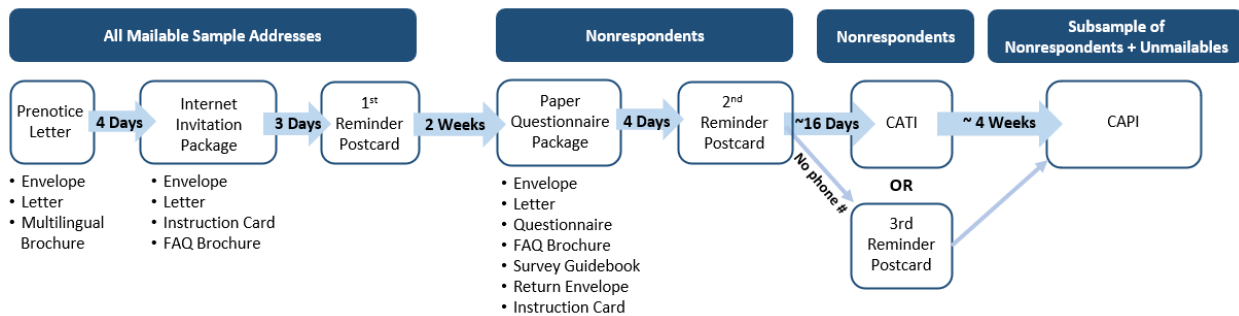 All Mailable Sample Addresses
Nonrespondents
Nonrespondents
Subsample of
Nonrespondents + Unmailables
Prenotice
Letter
4 Days
Internet
Invitation
Package
3 Days
1st
Reminder
Postcard
2 Weeks
Paper
Questionnaire
Package
4 Days
2nd
Reminder
Postcard
~16 Days
CATI
~ 4 Weeks
CAPI
No phone #
OR
3rd
Reminder
Postcard
• Envelope
• Letter
• Multilingual
Brochure
• Envelope
• Letter
• Instruction Card
• FAQ Brochure
• Envelope
• Letter
• Questionnaire
• FAQ Brochure
• Survey Guidebook
• Return Envelope
• Instruction Card